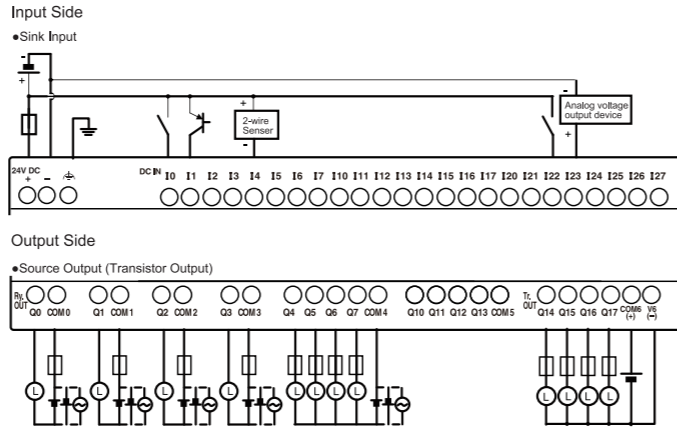 Input Side
●Sink Input
-
+
+
2-wire
Senser
-
-
Analog voltage
output device
+
24V DC
+ −
DC IN I0 I1 I2 I3 I4 I5 I6 I7 I10 I11 I12 I13 I14 I15 I16 I17 I20 I21 I22 I23 I24 I25 I26 I27
Output Side
●Source Output (Transistor Output)
Ry. OUT
Q0 COM0 Q1 COM1 Q2 COM2 Q3 COM3 Q4 Q5 Q6 Q7 COM4 Q10 Q11 Q12 Q13 COM5
Tr. OUT
Q14 Q15 Q16 Q17 COM6 (+) V6 (−)
L L L L L L L L L L L L